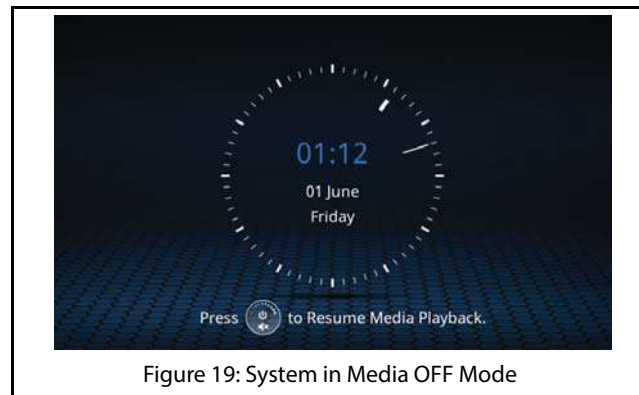 01:12
01 June
Friday
Press to Resume Media Playback.
Figure 19: System in Media OFF Mode